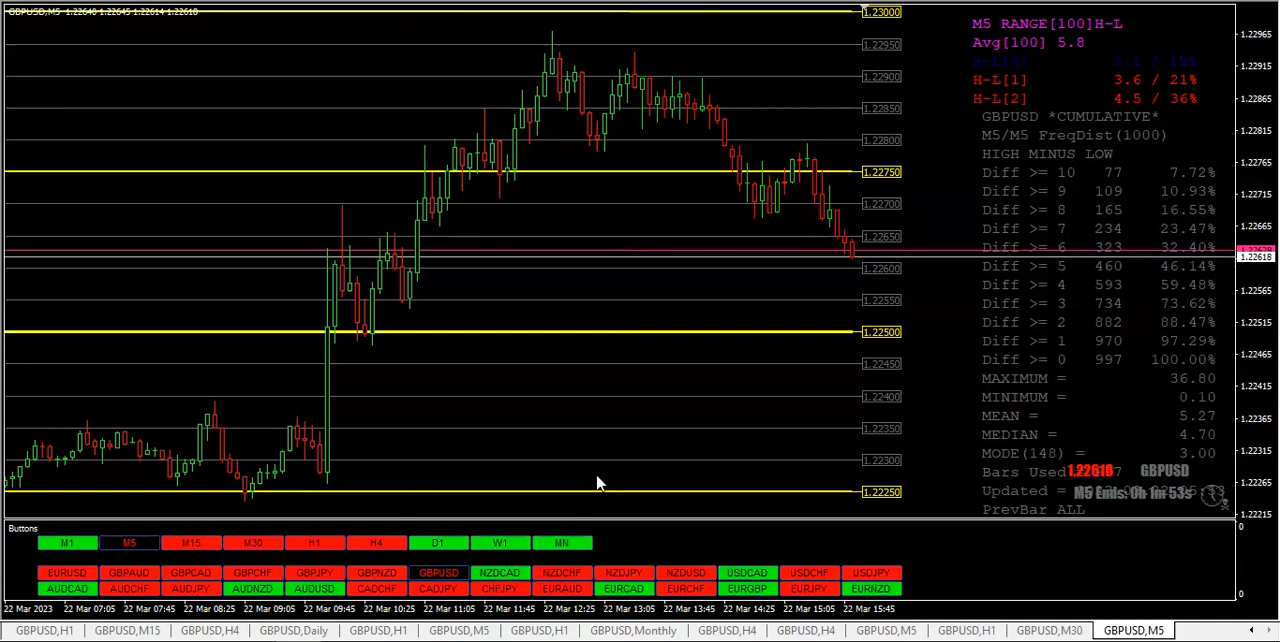 GBPUSD,M5 1.22640 1.22645 1.22614 1.22618
1.23000
1.22950
1.22900
1.22850
1.22800
1.22750
1.22700
1.22650
1.22600
1.22550
1.22500
1.22450
1.22400
1.22350
1.22300
1.22250
M5 RANGE[100]H-L
Avg[100] 5.8
H-L[1] 3.6 / 21%
H-L[2] 4.5 / 36%
GBPUSD *CUMULATIVE*
M5/M5 FreqDist(1000)
HIGH MINUS LOW
Diff >= 10 77 7.72%
Diff >= 9 109 10.93%
Diff >= 8 165 16.55%
Diff >= 7 234 23.47%
Diff >= 6 323 32.40%
Diff >= 5 460 46.14%
Diff >= 4 593 59.48%
Diff >= 3 734 73.62%
Diff >= 2 882 88.47%
Diff >= 1 970 97.29%
Diff >= 0 997 100.00%
MAXIMUM = 36.80
MINIMUM = 0.10
MEAN = 5.27
MEDIAN = 4.70
MODE(148) = 3.00
Bars Used
1.22618 GBPUSD
Updated =
M5 Ends: 0h 1m 53s
PrevBar ALL
1.22965
1.22915
1.22865
1.22815
1.22765
1.22715
1.22665
1.22628
1.22618
1.22565
1.22515
1.22465
1.22415
1.22365
1.22315
1.22265
1.22215
Buttons
0
M1 M5 M15 M30 H1 H4 D1 W1 MN
EURUSD GBPAUD GBPCAD GBPCHF GBPJPY GBPNZD GBPUSD NZDCAD NZDCHF NZDJPY NZDUSD USDCAD USDCHF USDJPY
AUDCAD AUDCHF AUDJPY AUDNZD AUDUSD CADCHF CADJPY CHFJPY EURAUD EURCAD EURCHF EURGBP EURJPY EURNZD
0
22 Mar 2023 22 Mar 07:05 22 Mar 07:45 22 Mar 08:25 22 Mar 09:05 22 Mar 09:45 22 Mar 10:25 22 Mar 11:05 22 Mar 11:45 22 Mar 12:25 22 Mar 13:05 22 Mar 13:45 22 Mar 14:25 22 Mar 15:05 22 Mar 15:45
GBPUSD,H1 GBPUSD,M15 GBPUSD,H4 GBPUSD,Daily GBPUSD,H1 GBPUSD,M5 GBPUSD,H1 GBPUSD,Monthly GBPUSD,H4 GBPUSD,H4 GBPUSD,M5 GBPUSD,H1 GBPUSD,M30 GBPUSD,M5